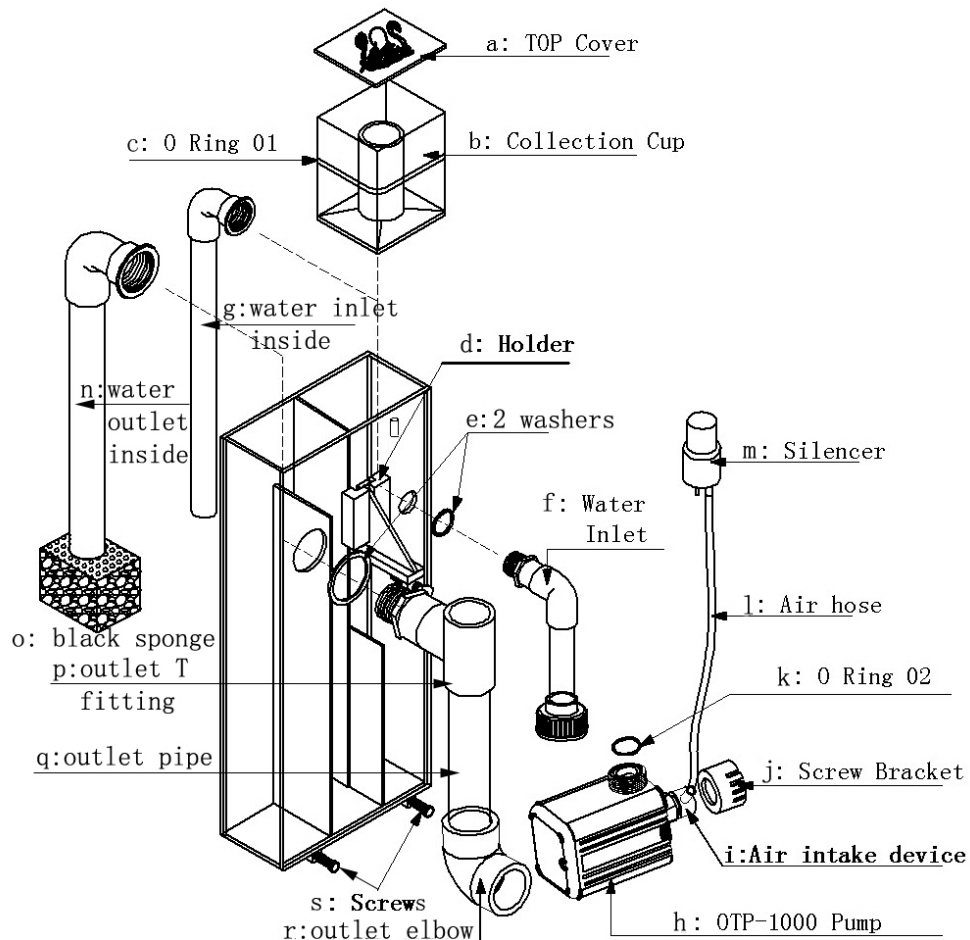 a: TOP Cover
c: O Ring 01
b: Collection Cup
g:water inlet
inside
d: Holder
n:water
outlet
inside
e:2 washers
m: Silencer
f: Water
Inlet
l: Air hose
o: black sponge
p:outlet T
fitting
k: O Ring 02
q:outlet pipe
j: Screw Bracket
i:Air intake device
s: Screws
r:outlet elbow
h: OTP-1000 Pump